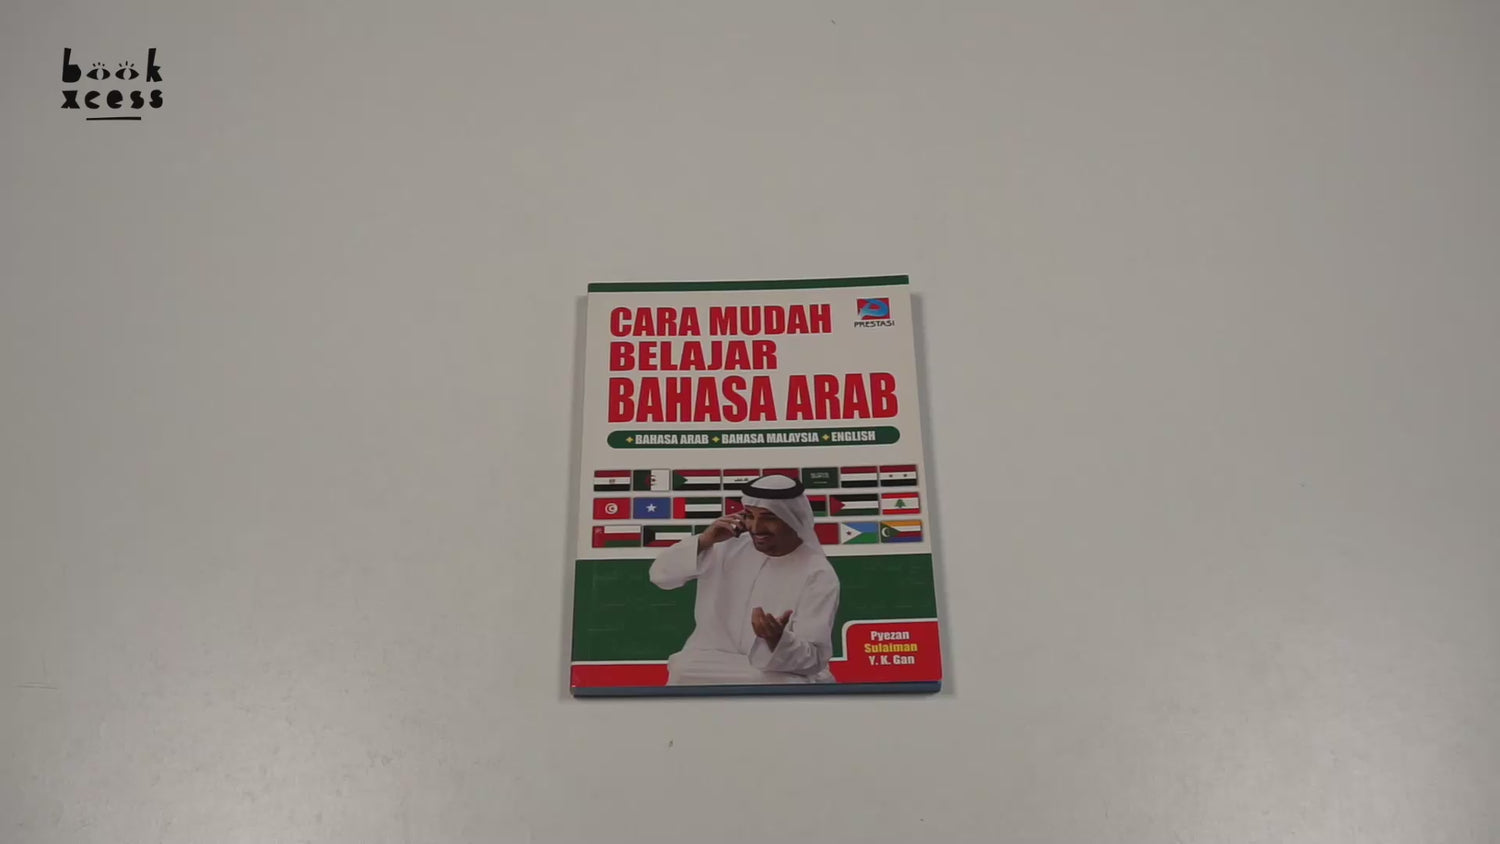 book
xcess
CARA MUDAH
BELAJAR
BAHASA ARAB
PRESTASI
BAHASA ARAB BAHASA MALAYSIA ENGLISH
Pyezan
Sulaiman
Y. K. Gan